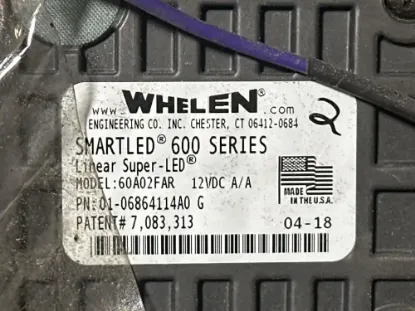 www.WHELEN®.com
ENGINEERING CO. INC. CHESTER, CT 06412-0684
SMARTLED® 600 SERIES
Linear Super-LED®
MODEL:60A02FAR 12VDC A/A
MADE
IN THE U.S.A.
PN:01-06864114A0 G
PATENT# 7,083,313 04-18
2